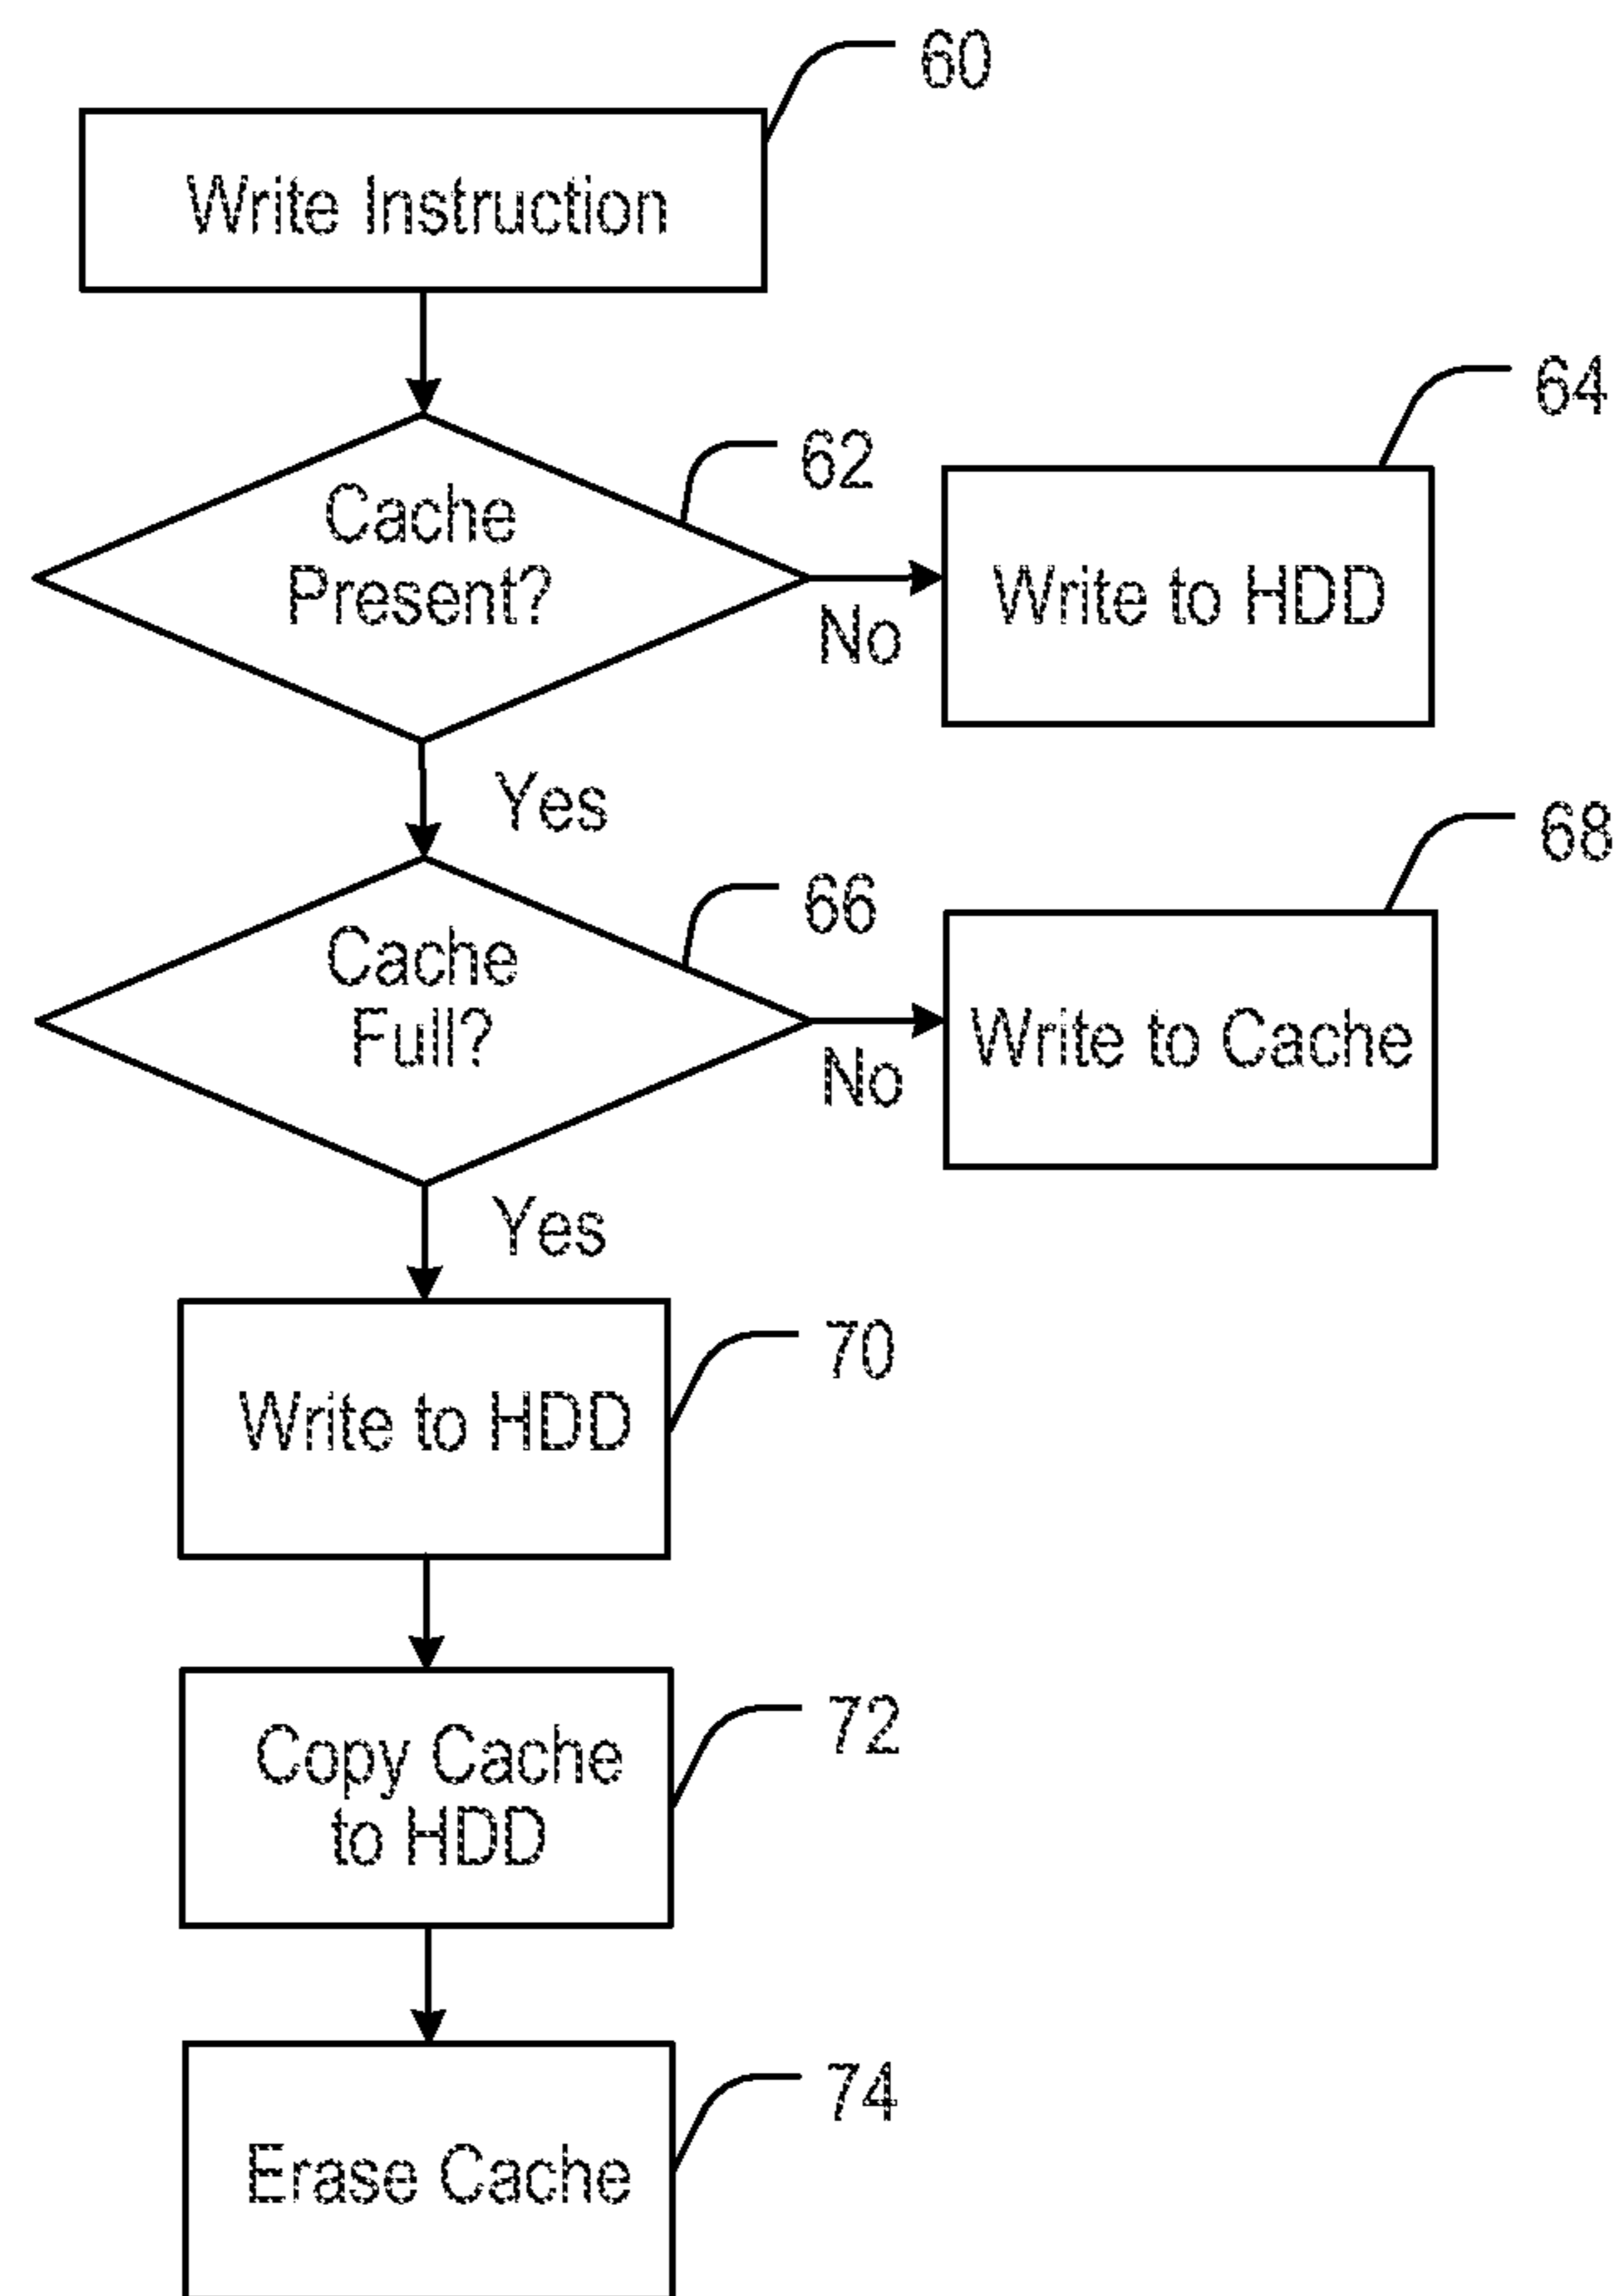 60
Write Instruction
64
62
Cache
Present?
Write to HDD
No
Yes
68
66
Cache
Full?
Write to Cache
No
Yes
70
Write to HDD
72
Copy Cache
to HDD
74
Erase Cache